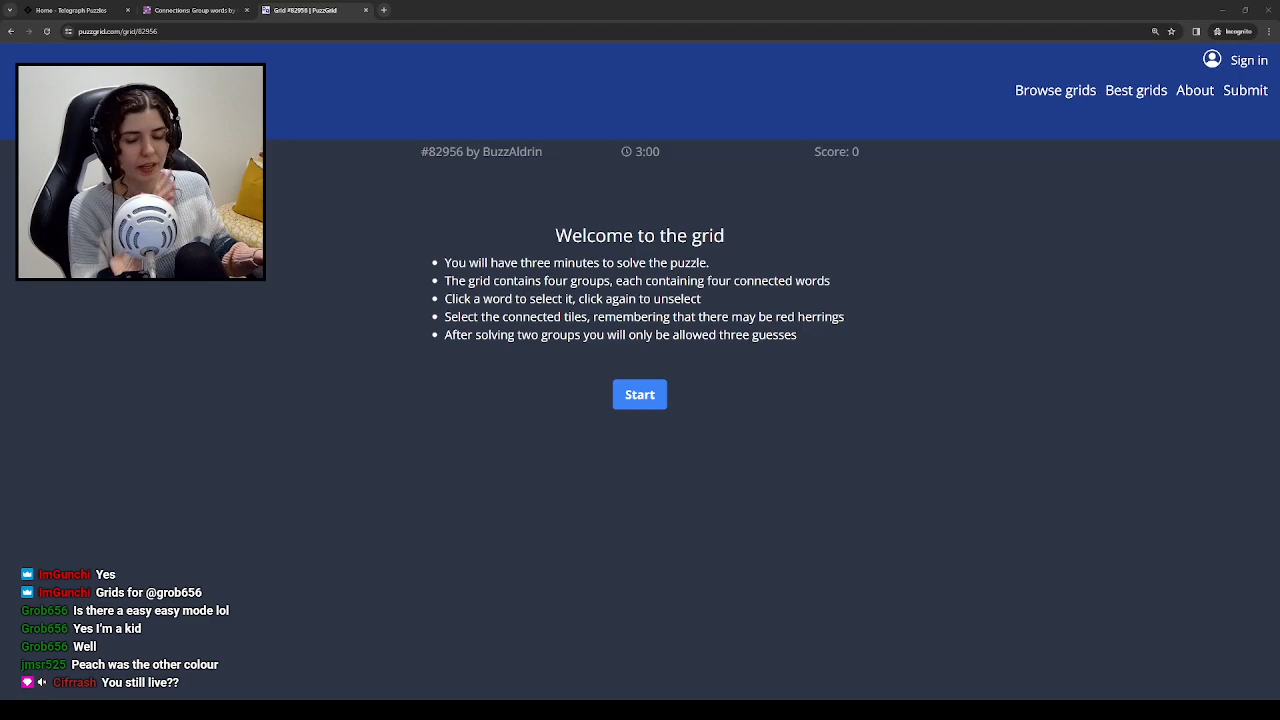 Home - Telegraph Puzzles
Connections: Group words by
Grid #82956 | PuzzGrid
puzzgrid.com/grid/82956
Incognito
Sign in
Browse grids
Best grids
About
Submit
#82956 by BuzzAldrin
3:00
Score: 0
Welcome to the grid
• You will have three minutes to solve the puzzle.
• The grid contains four groups, each containing four connected words
• Click a word to select it, click again to unselect
• Select the connected tiles, remembering that there may be red herrings
• After solving two groups you will only be allowed three guesses
Start
ImGunchi Yes
ImGunchi Grids for @grob656
Grob656 Is there a easy easy mode lol
Grob656 Yes I'm a kid
Grob656 Well
jmsr525 Peach was the other colour
Cifrrash You still live??